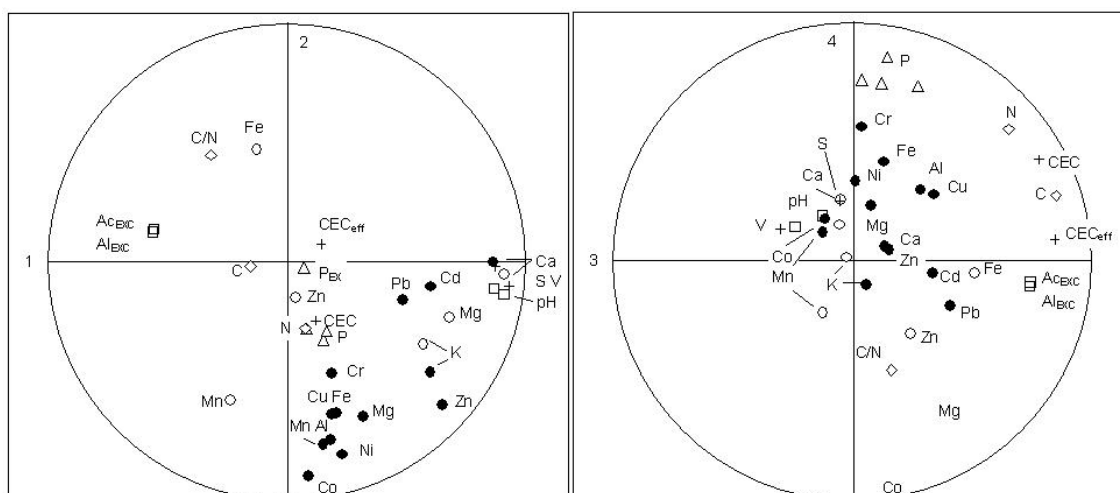 2
C/N Fe
Ac EXC
Al EXC
CEC eff
1
C
P Ex
Ca
S V
pH
Zn
Pb
Cd
Mg
N
CEC
P
K
Cr
Mn
Cu Fe
Mg
Zn
Mn Al
Ni
Co
4
P
N
Cr
S
Fe
CEC
Ca
Ni
Al
Cu
C
pH
V
Mg
CEC eff
Co
Ca
3
Zn
Mn
Cd
Fe
Ac EXC
K
Al EXC
Pb
Zn
C/N
Mg
Co